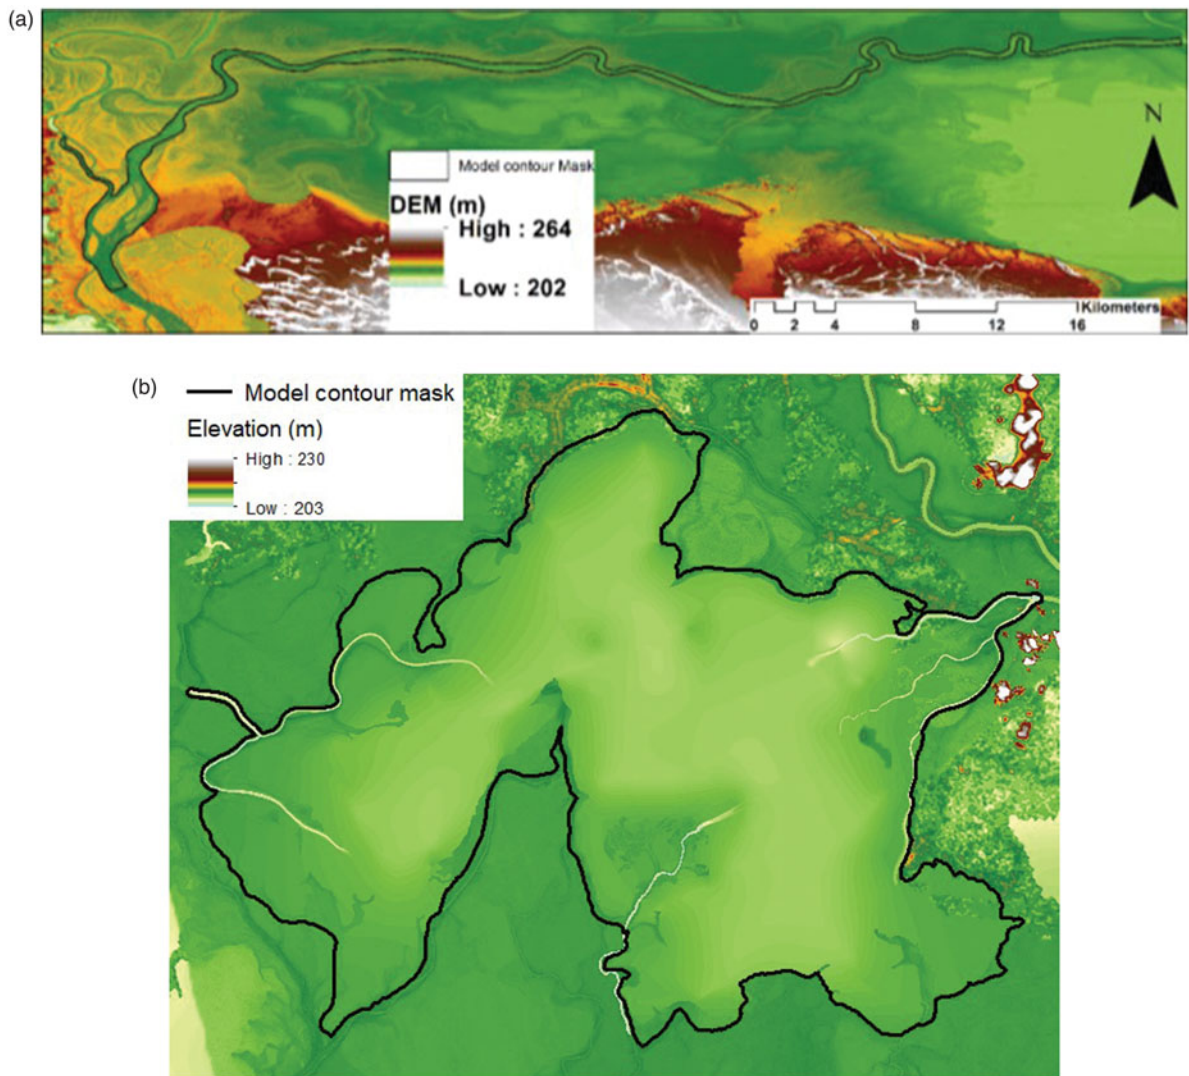 (a)
N
Model contour Mask
DEM (m)
High : 264
Low : 202
Kilometers
0 2 4 8 12 16
(b)
Model contour mask
Elevation (m)
High : 230
Low : 203